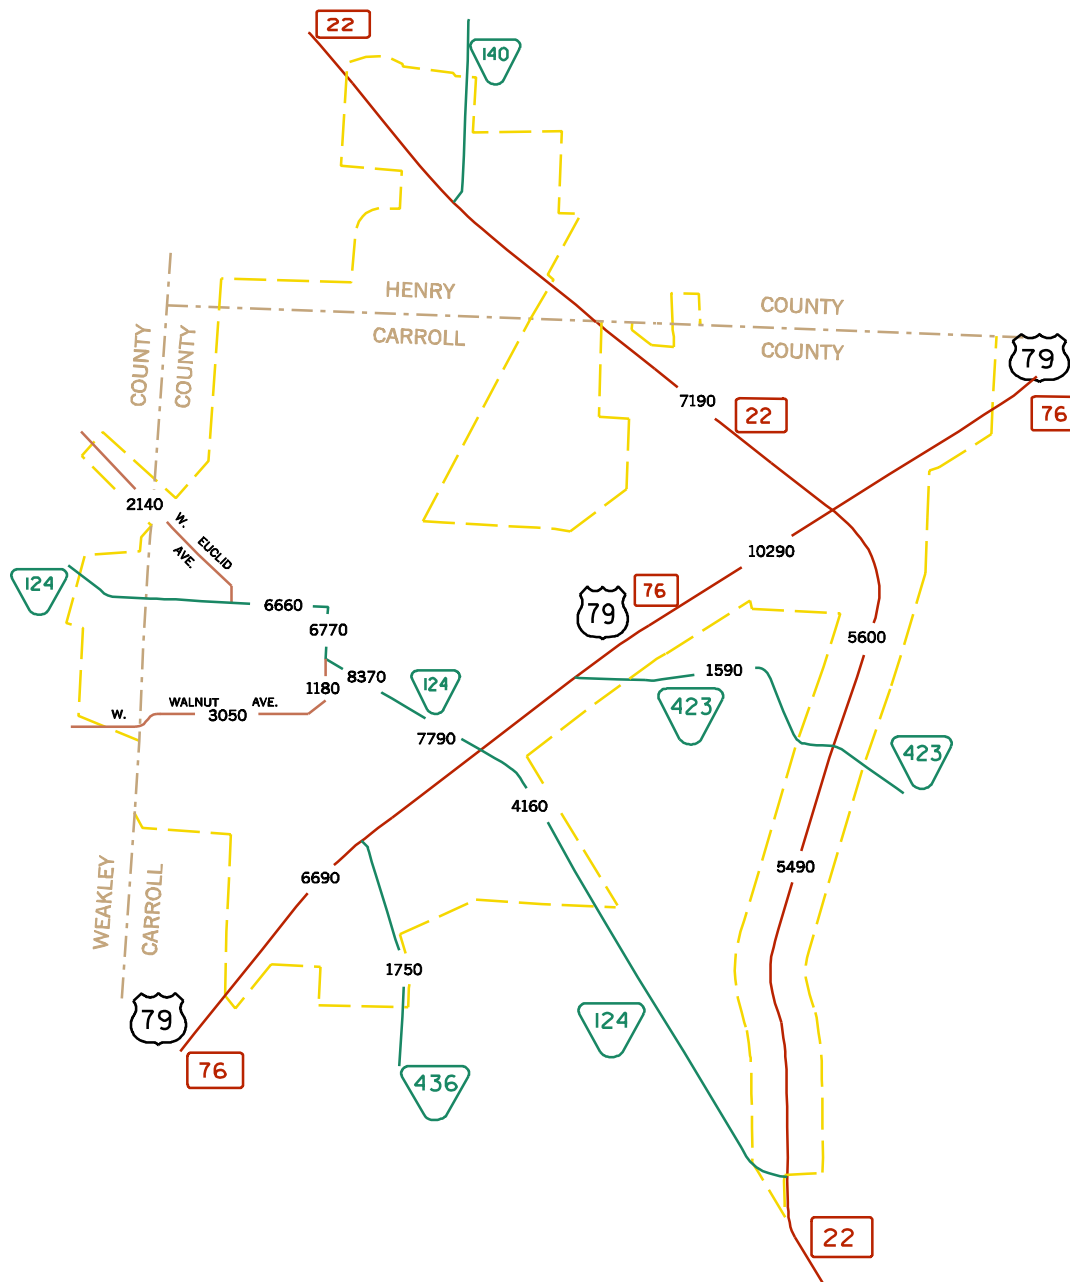 22
140
HENRY
COUNTY
CARROLL
COUNTY
COUNTY
COUNTY
79
76
7190
22
2140
W. EUCLID
AVE.
10290
124
6660
76
79
6770
5600
1590
8370
1180
124
WALNUT AVE.
W.
3050
423
7790
423
4160
5490
6690
WEAKLEY
CARROLL
1750
79
124
76
436
22